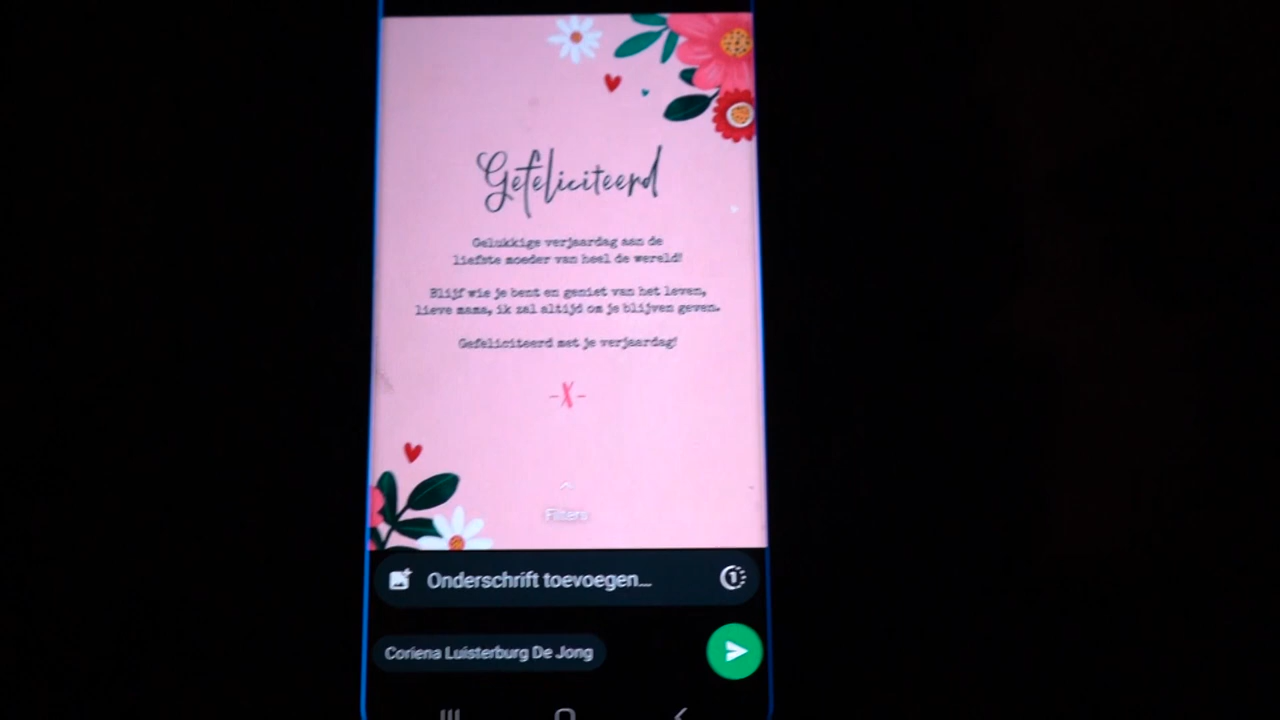 Gefeliciteerd
Gelukkige verjaardag aan de
liefste moeder van heel de wereld!
Blijf wie je bent en geniet van het leven,
lieve mama, ik zal altijd om je blijven geven.
Gefeliciteerd met je verjaardag!
-X-
Filters
Onderschrift toevoegen...
1
Coriena Luisterburg De Jong